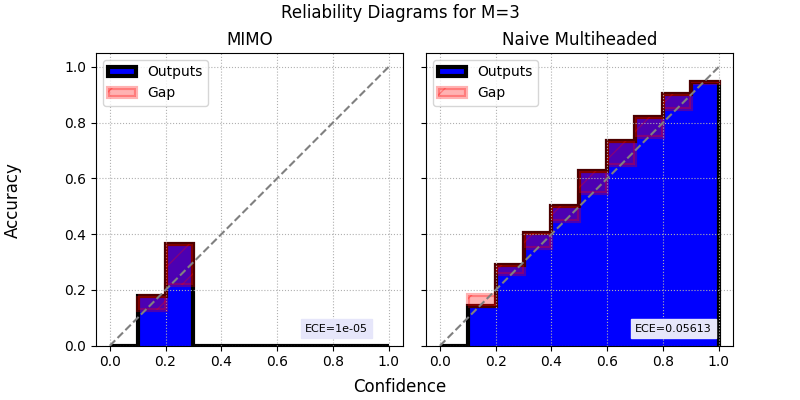 Reliability Diagrams for M=3
MIMO
Naive Multiheaded
Outputs
Gap
Outputs
Gap
1.0
0.8
0.6
0.4
0.2
0.0
Accuracy
ECE=1e-05
ECE=0.05613
0.0 0.2 0.4 0.6 0.8 1.0
0.0 0.2 0.4 0.6 0.8 1.0
Confidence